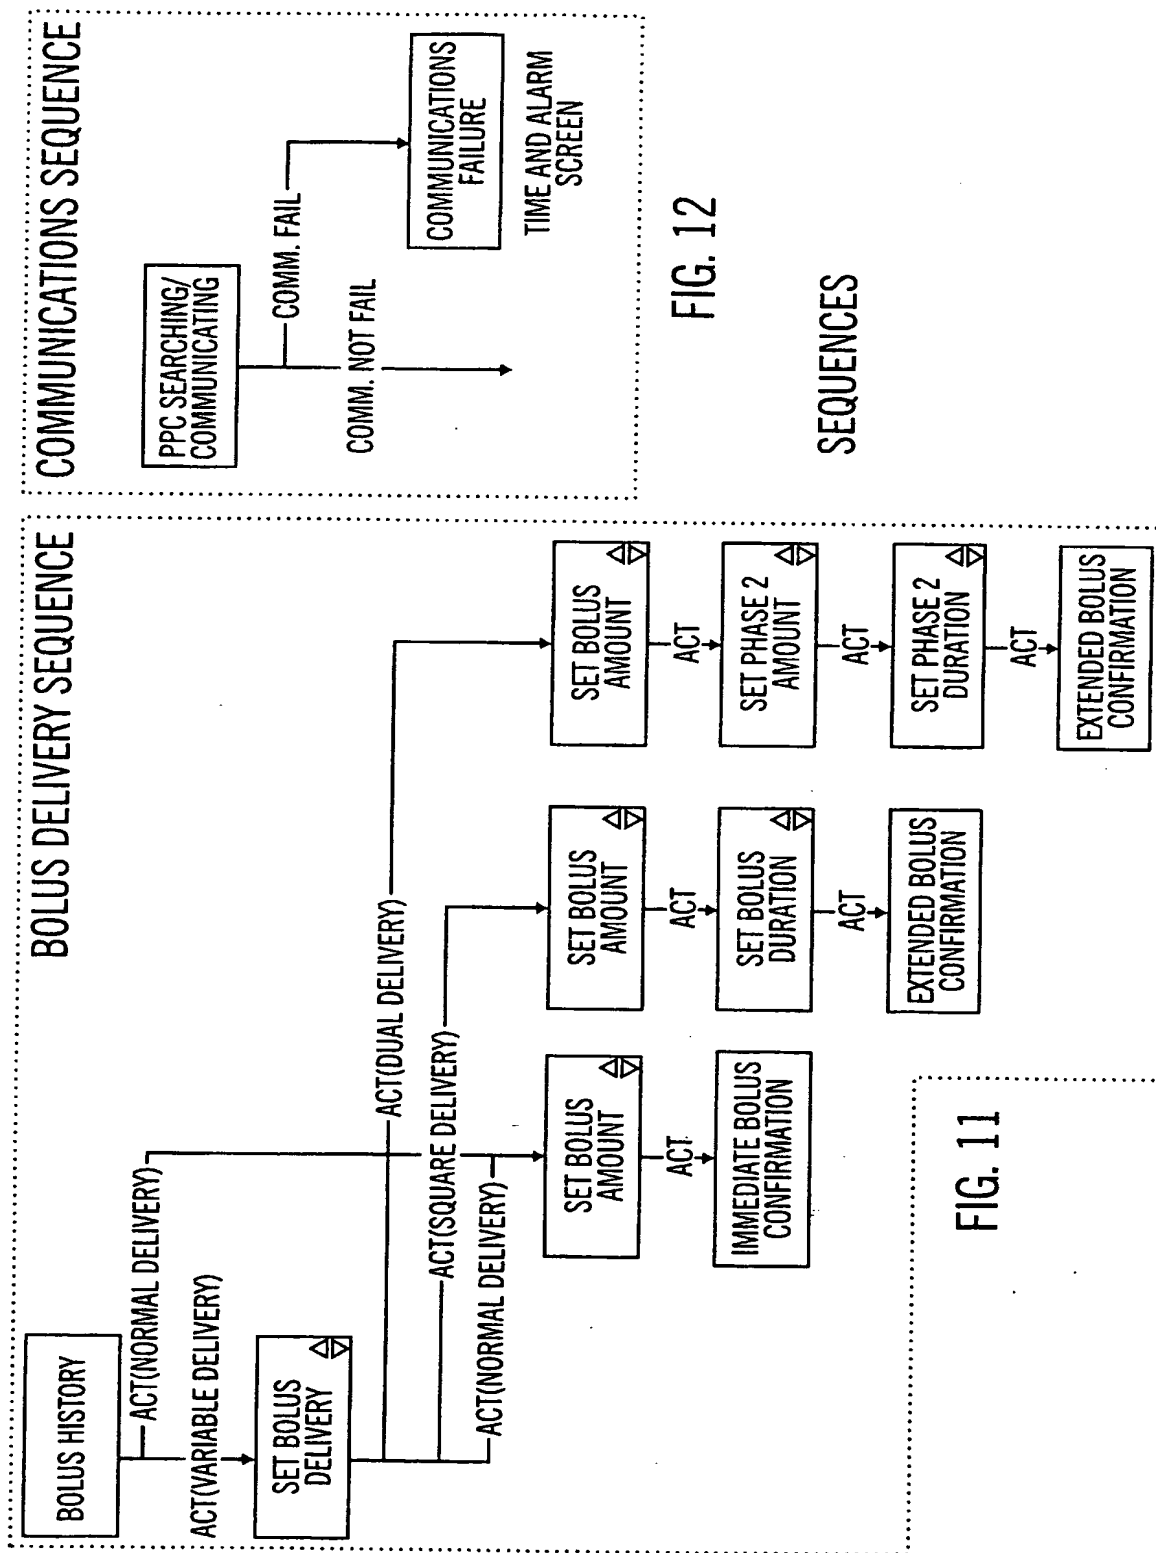 BOLUS DELIVERY SEQUENCE
BOLUS HISTORY
ACT(NORMAL DELIVERY)
ACT(VARIABLE DELIVERY)
SET BOLUS
DELIVERY
ACT(DUAL DELIVERY)
ACT(SQUARE DELIVERY)
ACT(NORMAL DELIVERY)
SET BOLUS
AMOUNT
ACT
IMMEDIATE BOLUS
CONFIRMATION
SET BOLUS
AMOUNT
ACT
SET BOLUS
DURATION
ACT
EXTENDED BOLUS
CONFIRMATION
SET BOLUS
AMOUNT
ACT
SET PHASE 2
AMOUNT
ACT
SET PHASE 2
DURATION
ACT
EXTENDED BOLUS
CONFIRMATION
FIG. 11
COMMUNICATIONS SEQUENCE
PPC SEARCHING/
COMMUNICATING
COMM. FAIL
COMM. NOT FAIL
COMMUNICATIONS
FAILURE
TIME AND ALARM
SCREEN
FIG. 12
SEQUENCES